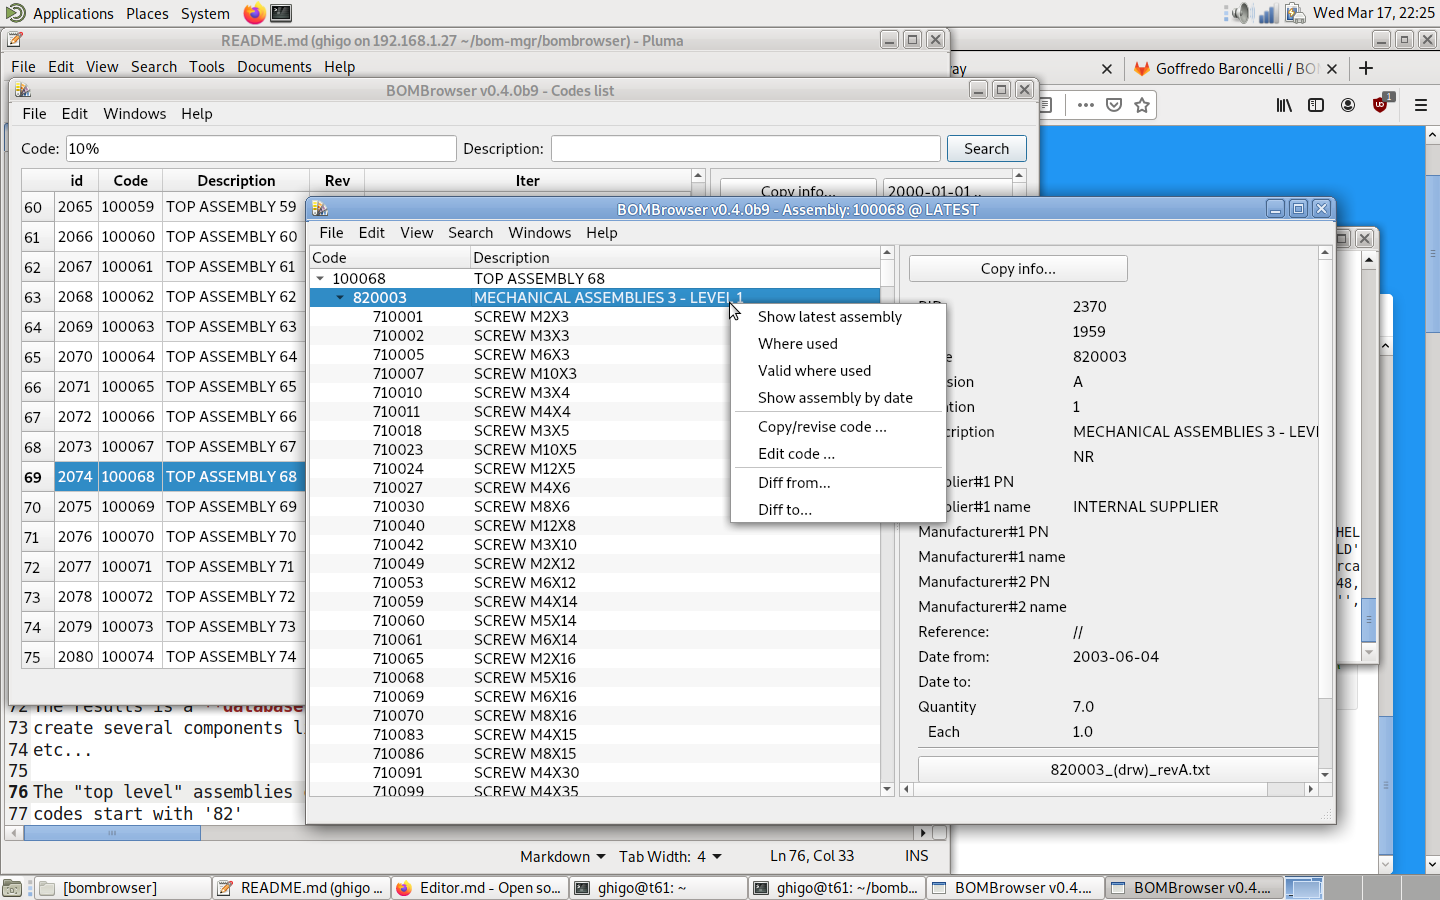 Applications Places System Wed Mar 17, 22:25
README.md (ghigo on 192.168.1.27 ~/bom-mgr/bombrowser) - Pluma
File Edit View Search Tools Documents Help
Goffredo Baroncelli / BO
BOMBrowser v0.4.0b9 - Codes list
File Edit Windows Help
1
Code: 10% Description: Search
id Code Description Rev Iter
Copy info... 2000-01-01...
60 2065 100059 TOP ASSEMBLY 59
61 2066 100060 TOP ASSEMBLY 60
62 2067 100061 TOP ASSEMBLY 61
63 2068 100062 TOP ASSEMBLY 62
64 2069 100063 TOP ASSEMBLY 63
65 2070 100064 TOP ASSEMBLY 64
66 2071 100065 TOP ASSEMBLY 65
67 2072 100066 TOP ASSEMBLY 66
68 2073 100067 TOP ASSEMBLY 67
69 2074 100068 TOP ASSEMBLY 68
70 2075 100069 TOP ASSEMBLY 69
71 2076 100070 TOP ASSEMBLY 70
72 2077 100071 TOP ASSEMBLY 71
73 2078 100072 TOP ASSEMBLY 72
74 2079 100073 TOP ASSEMBLY 73
75 2080 100074 TOP ASSEMBLY 74
BOMBrowser v0.4.0b9 - Assembly: 100068 @ LATEST
File Edit View Search Windows Help
Code Description
100068 TOP ASSEMBLY 68
820003 MECHANICAL ASSEMBLIES 3 - LEVEL 1
710001 SCREW M2X3
710002 SCREW M3X3
710005 SCREW M6X3
710007 SCREW M10X3
710010 SCREW M3X4
710011 SCREW M4X4
710018 SCREW M3X5
710023 SCREW M10X5
710024 SCREW M12X5
710027 SCREW M4X6
710030 SCREW M8X6
710040 SCREW M12X8
710042 SCREW M3X10
710049 SCREW M2X12
710053 SCREW M6X12
710059 SCREW M4X14
710060 SCREW M5X14
710061 SCREW M6X14
710065 SCREW M2X16
710068 SCREW M5X16
710069 SCREW M6X16
710070 SCREW M8X16
710083 SCREW M4X15
710086 SCREW M8X15
710091 SCREW M4X30
710099 SCREW M4X35
Show latest assembly
Where used
Valid where used
Show assembly by date
Copy/revise code ...
Edit code ...
Diff from...
Diff to...
Copy info...
2370
1959
820003
A
1
MECHANICAL ASSEMBLIES 3 - LEV
NR
#1 PN
#1 name INTERNAL SUPPLIER
Manufacturer#1 PN
Manufacturer#1 name
Manufacturer#2 PN
Manufacturer#2 name
Reference: //
Date from: 2003-06-04
Date to:
Quantity 7.0
Each 1.0
820003_(drw)_revA.txt
HEL
LD'
rca
48,
'',
72 The results is a **database
73 create several components l
74 etc...
75
76 The "top level" assemblies
77 codes start with '82'
Markdown Tab Width: 4 Ln 76, Col 33 INS
[bombrowser] README.md (ghigo ... Editor.md - Open so... ghigo@t61: ~ ghigo@t61: ~/bomb... BOMBrowser v0.4.... BOMBrowser v0.4....